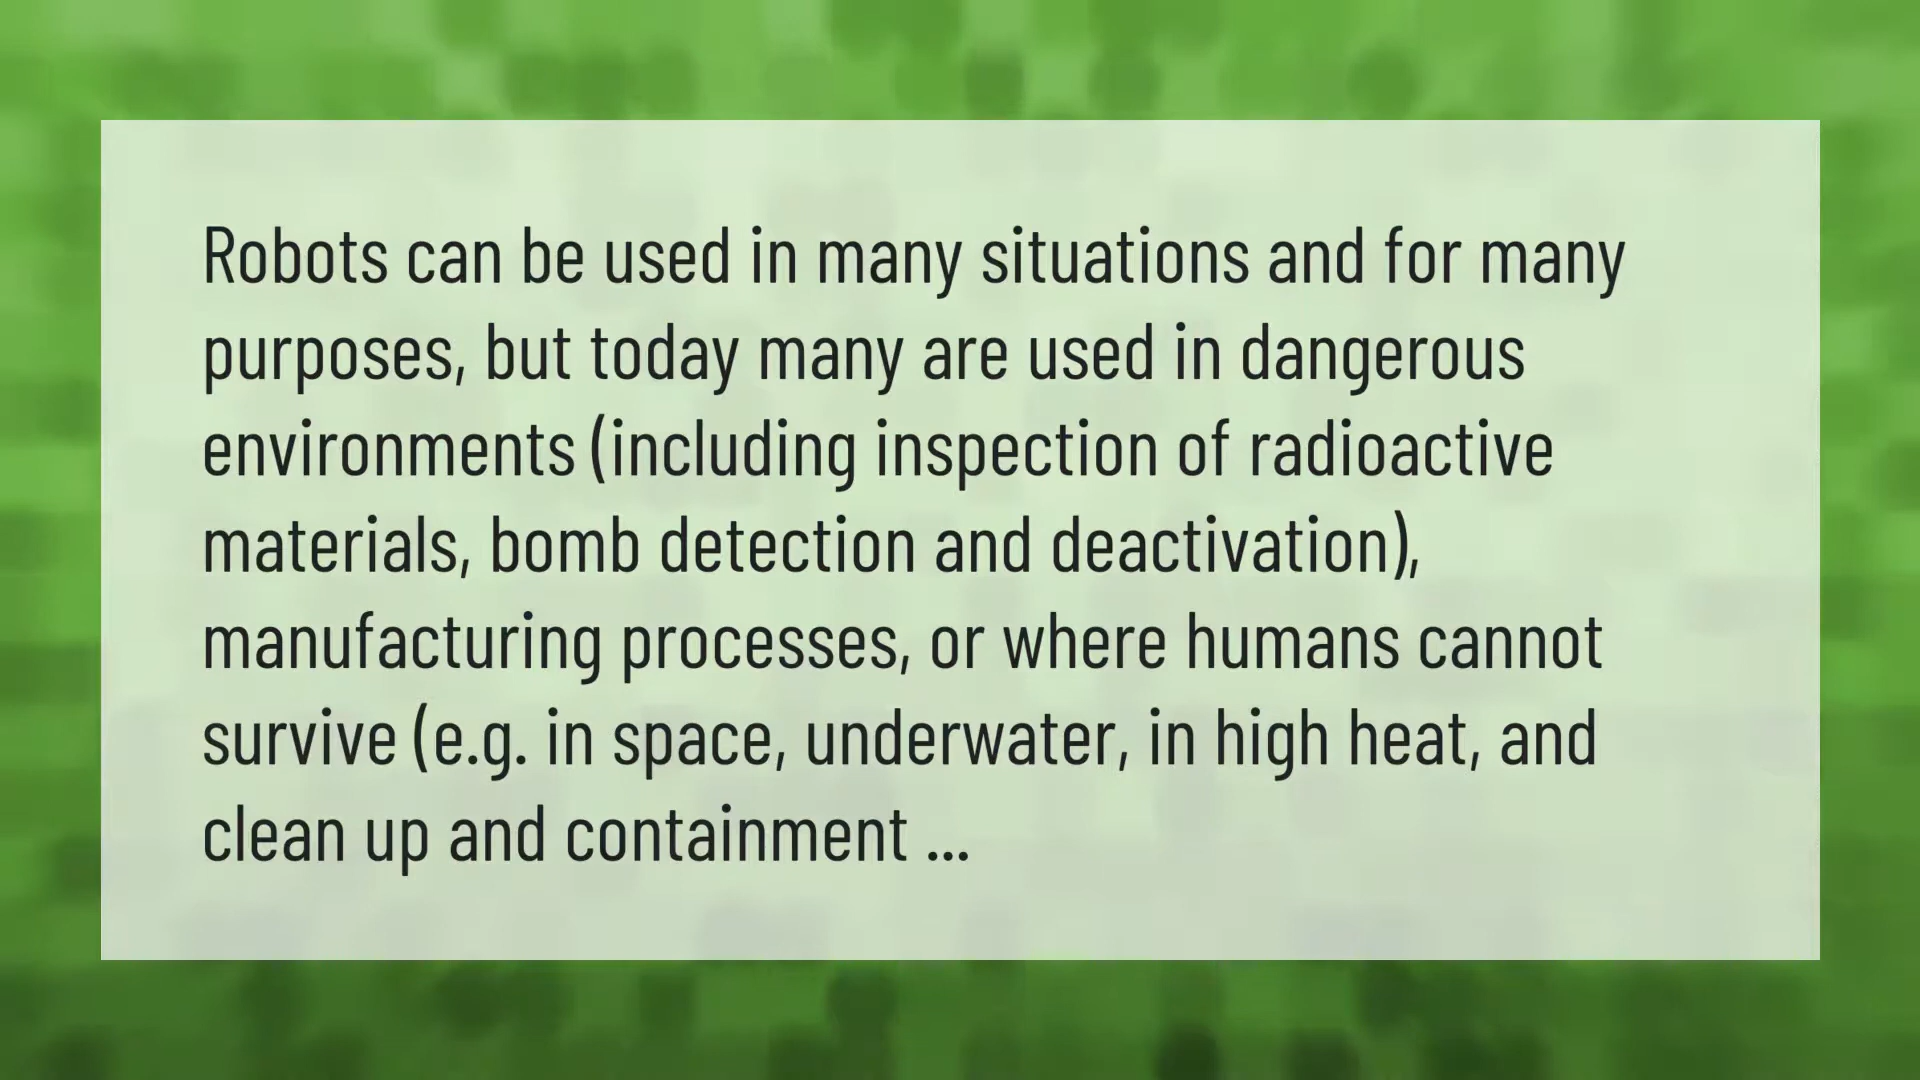 Robots can be used in many situations and for many
purposes, but today many are used in dangerous
environments (including inspection of radioactive
materials, bomb detection and deactivation),
manufacturing processes, or where humans cannot
survive (e.g. in space, underwater, in high heat, and
clean up and containment ...